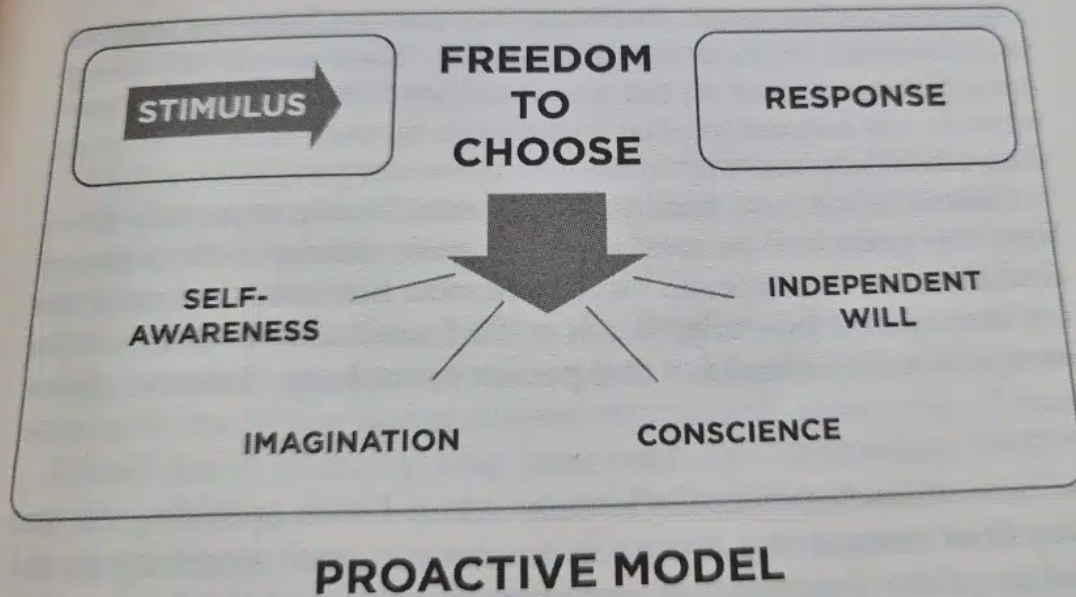 STIMULUS
FREEDOM
TO
CHOOSE
RESPONSE
SELF-
AWARENESS
INDEPENDENT
WILL
IMAGINATION
CONSCIENCE
PROACTIVE MODEL